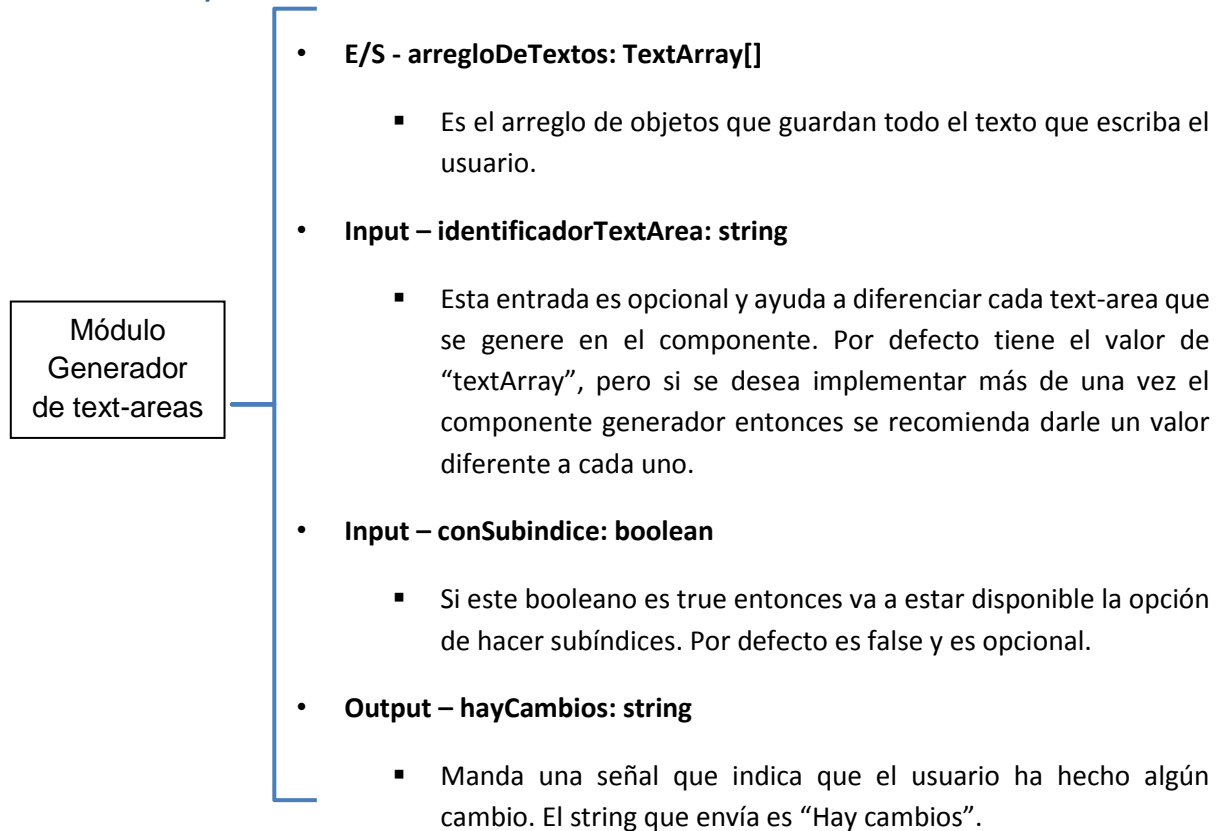 • E/S - arregloDeTextos: TextArray[]
▪ Es el arreglo de objetos que guardan todo el texto que escriba el
usuario.
• Input – identificadorTextArea: string
▪ Esta entrada es opcional y ayuda a diferenciar cada text-area que
se genere en el componente. Por defecto tiene el valor de
“textArray”, pero si se desea implementar más de una vez el
componente generador entonces se recomienda darle un valor
diferente a cada uno.
Módulo
Generador
de text-areas
• Input – conSubindice: boolean
▪ Si este booleano es true entonces va a estar disponible la opción
de hacer subíndices. Por defecto es false y es opcional.
• Output – hayCambios: string
▪ Manda una señal que indica que el usuario ha hecho algún
cambio. El string que envía es “Hay cambios”.